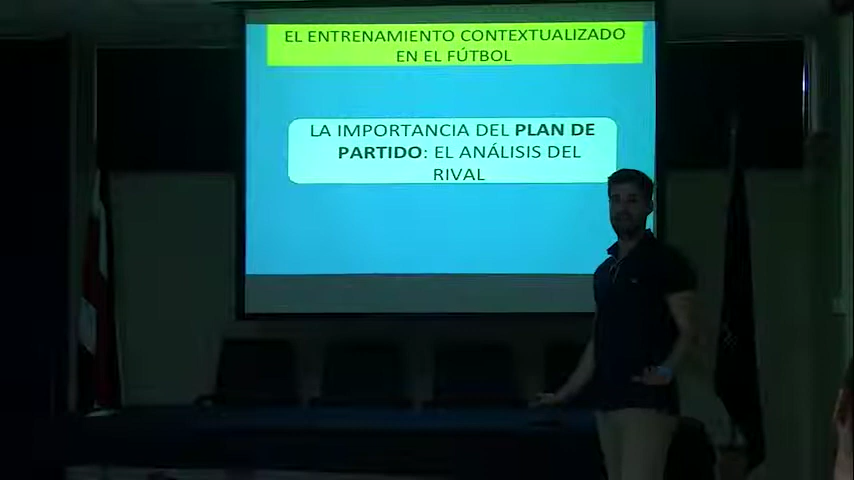 EL ENTRENAMIENTO CONTEXTUALIZADO
EN EL FÚTBOL
LA IMPORTANCIA DEL PLAN DE
PARTIDO: EL ANÁLISIS DEL
RIVAL